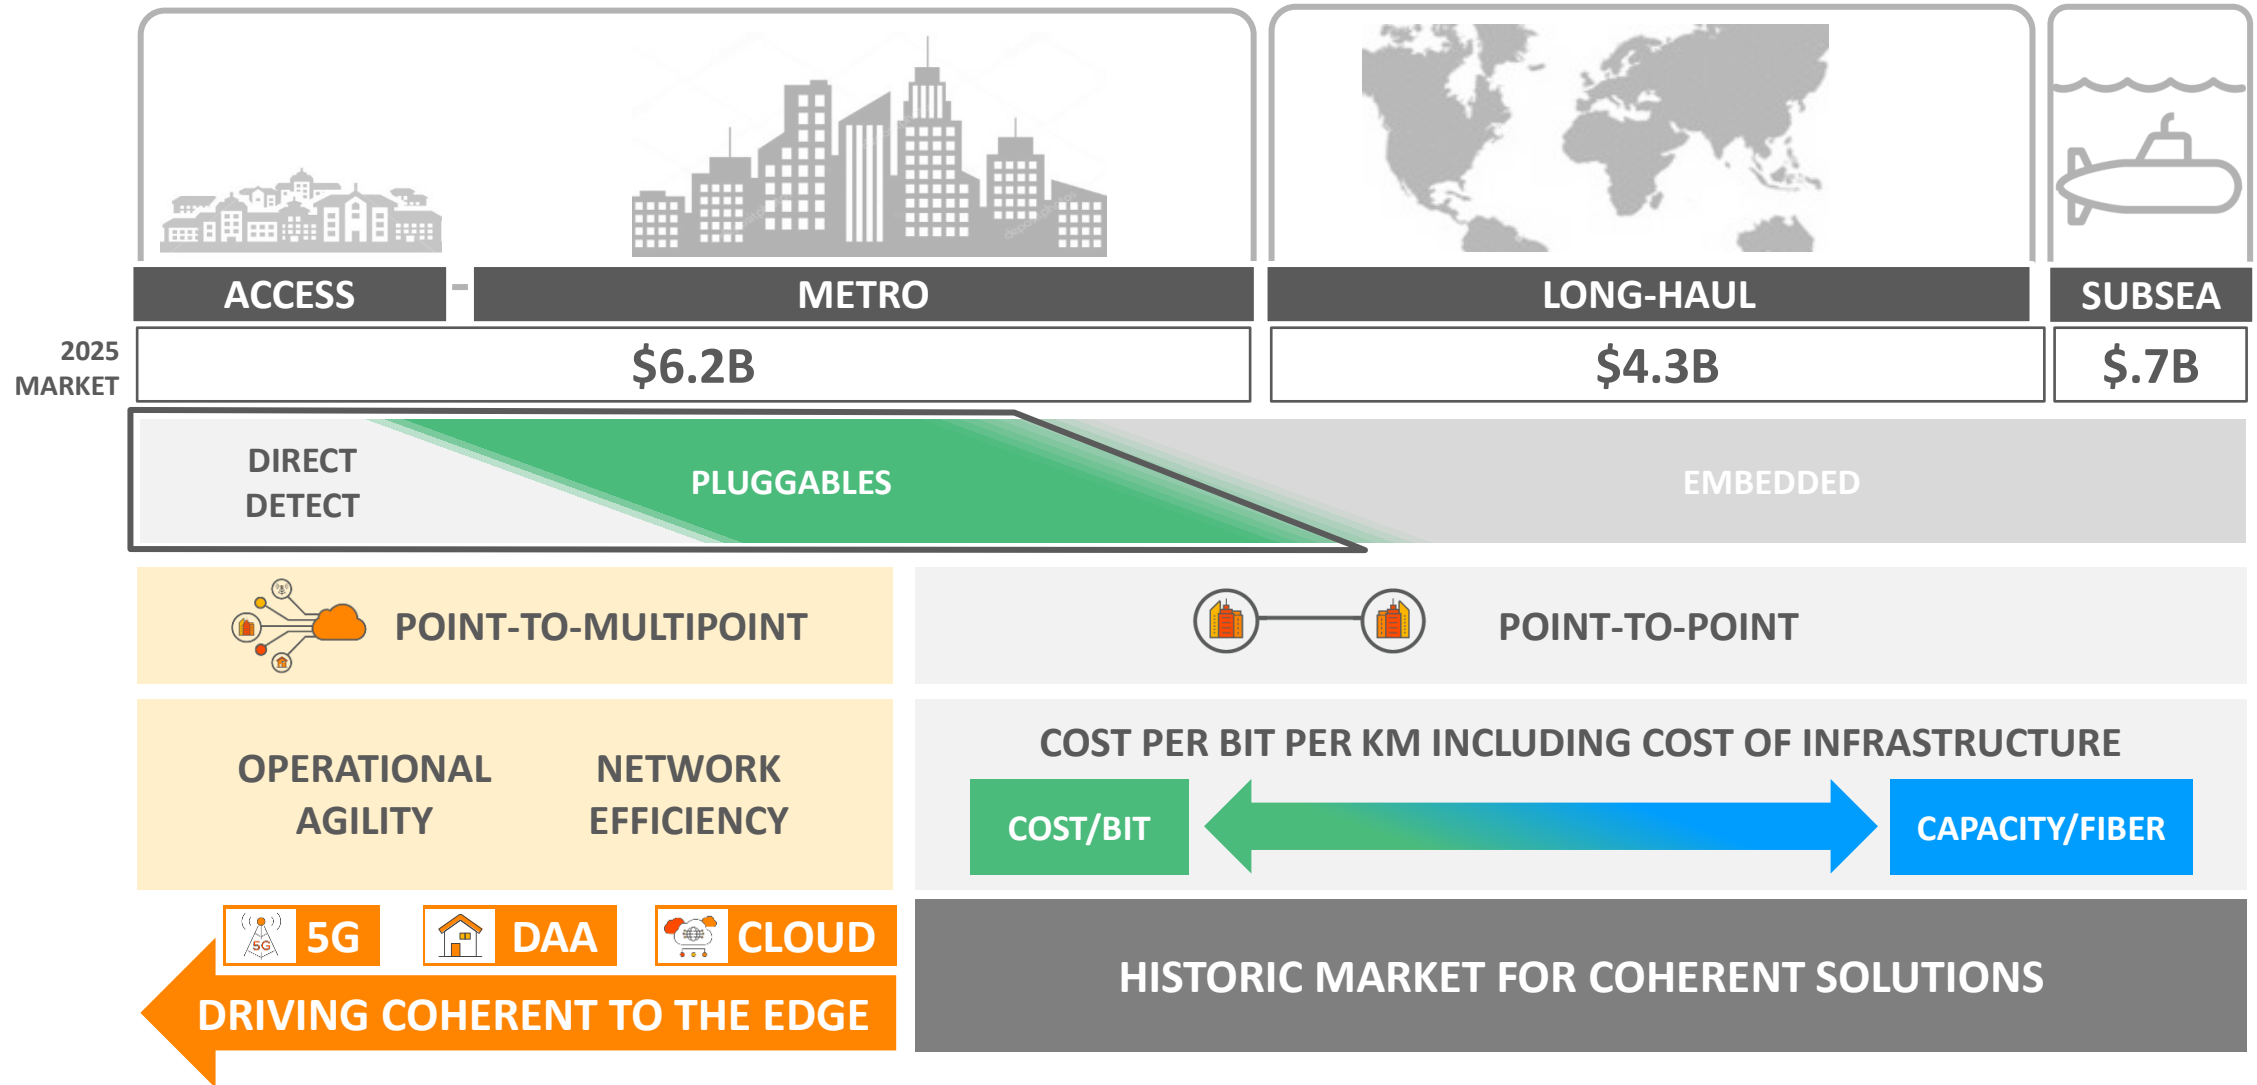 ACCESS
-
METRO
LONG-HAUL
SUBSEA
2025
MARKET
$6.2B
$4.3B
$.7B
DIRECT
DETECT
PLUGGABLES
EMBEDDED
POINT-TO-MULTIPOINT
POINT-TO-POINT
OPERATIONAL
AGILITY
NETWORK
EFFICIENCY
COST PER BIT PER KM INCLUDING COST OF INFRASTRUCTURE
COST/BIT
CAPACITY/FIBER
5G
5G
DAA
CLOUD
DRIVING COHERENT TO THE EDGE
HISTORIC MARKET FOR COHERENT SOLUTIONS